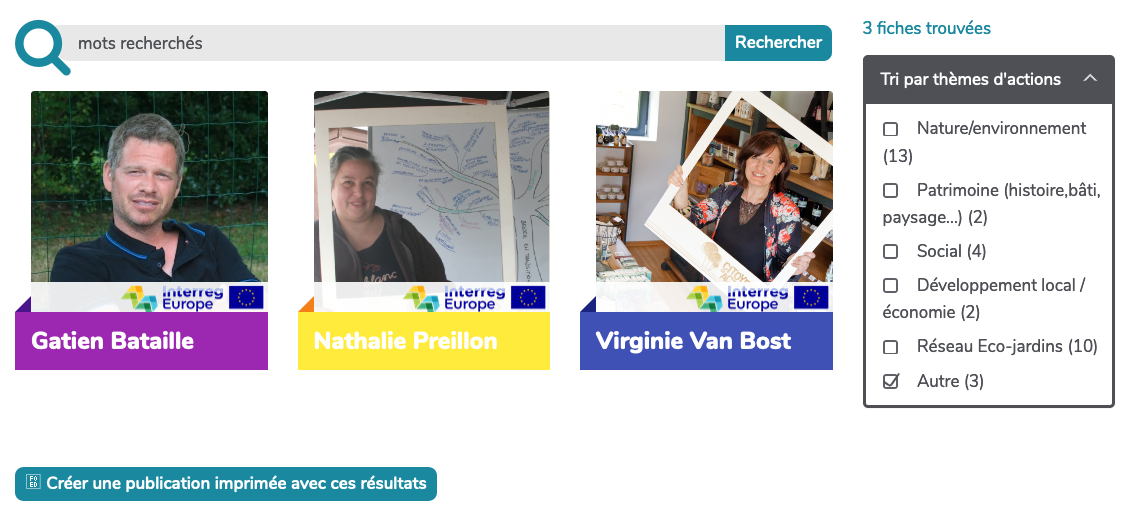 mots recherchés
Rechercher
3 fiches trouvées
Tri par thèmes d'actions
Nature/environnement
(13)
Patrimoine (histoire,bâti,
paysage...) (2)
Social (4)
Développement local /
économie (2)
Réseau Eco-jardins (10)
Autre (3)
Interreg
Europe
Gatien Bataille
Interreg
Europe
Nathalie Preillon
Interreg
Europe
Virginie Van Bost
Créer une publication imprimée avec ces résultats